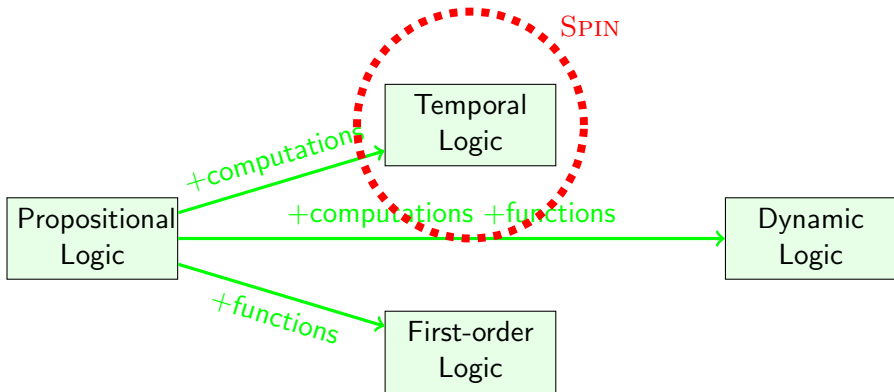 SPIN
Temporal
Logic
+computations
+computations +functions
Propositional
Logic
Dynamic
Logic
+functions
First-order
Logic